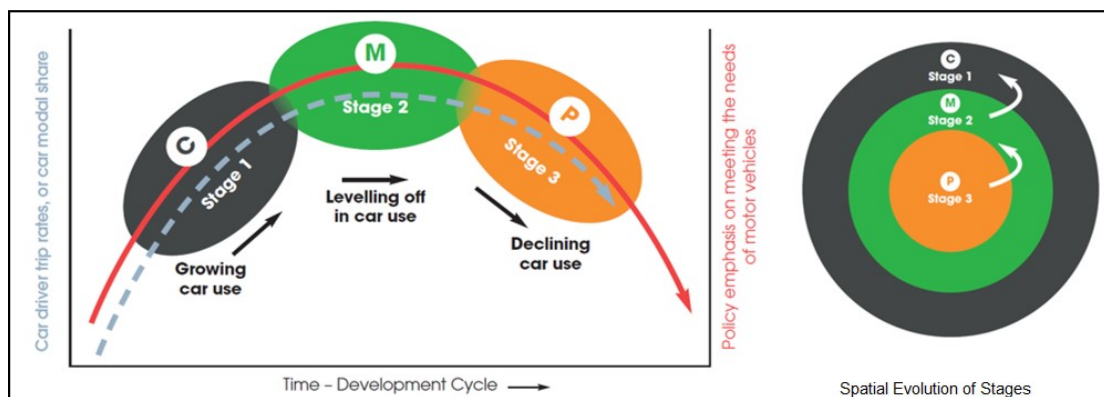 Car driver trip rates, or car modal share
C
Stage 1
Growing
car use
M
Stage 2
Levelling off
in car use
P
Stage 3
Declining
car use
Time – Development Cycle
Policy emphasis on meeting the needs
of motor vehicles
C
Stage 1
M
Stage 2
P
Stage 3
Spatial Evolution of Stages